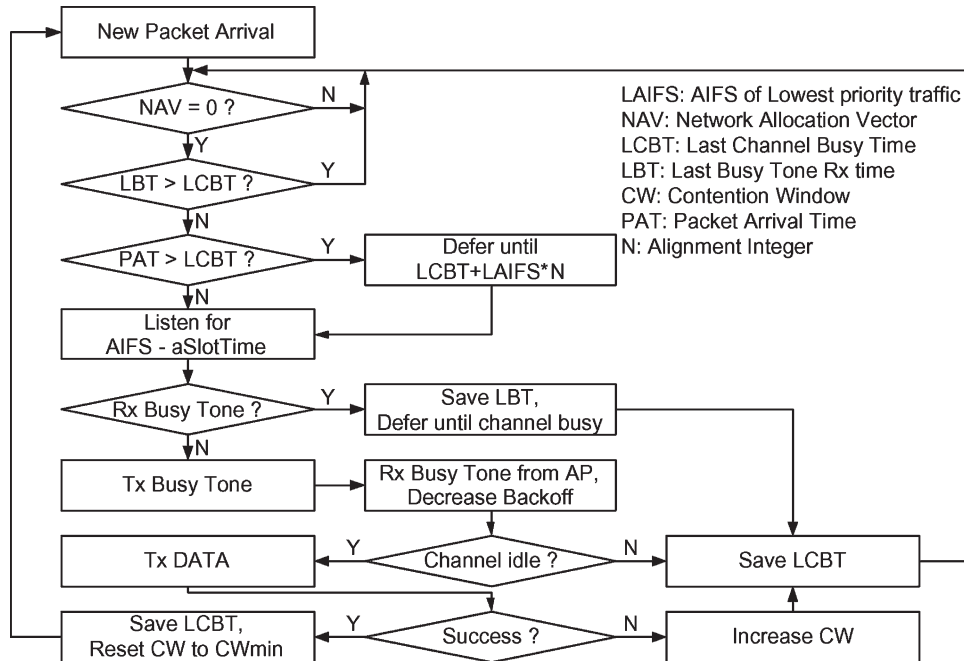 New Packet Arrival
NAV = 0 ?
N
Y
LBT > LCBT ?
Y
N
PAT > LCBT ?
Y
Defer until
LCBT+LAIFS*N
N
Listen for
AIFS - aSlotTime
Rx Busy Tone ?
Y
Save LBT,
Defer until channel busy
N
Tx Busy Tone
Rx Busy Tone from AP,
Decrease Backoff
Tx DATA
Y
Channel idle ?
N
Save LCBT
Save LCBT,
Reset CW to CWmin
Y
Success ?
N
Increase CW
LAIFS: AIFS of Lowest priority traffic
NAV: Network Allocation Vector
LCBT: Last Channel Busy Time
LBT: Last Busy Tone Rx time
CW: Contention Window
PAT: Packet Arrival Time
N: Alignment Integer